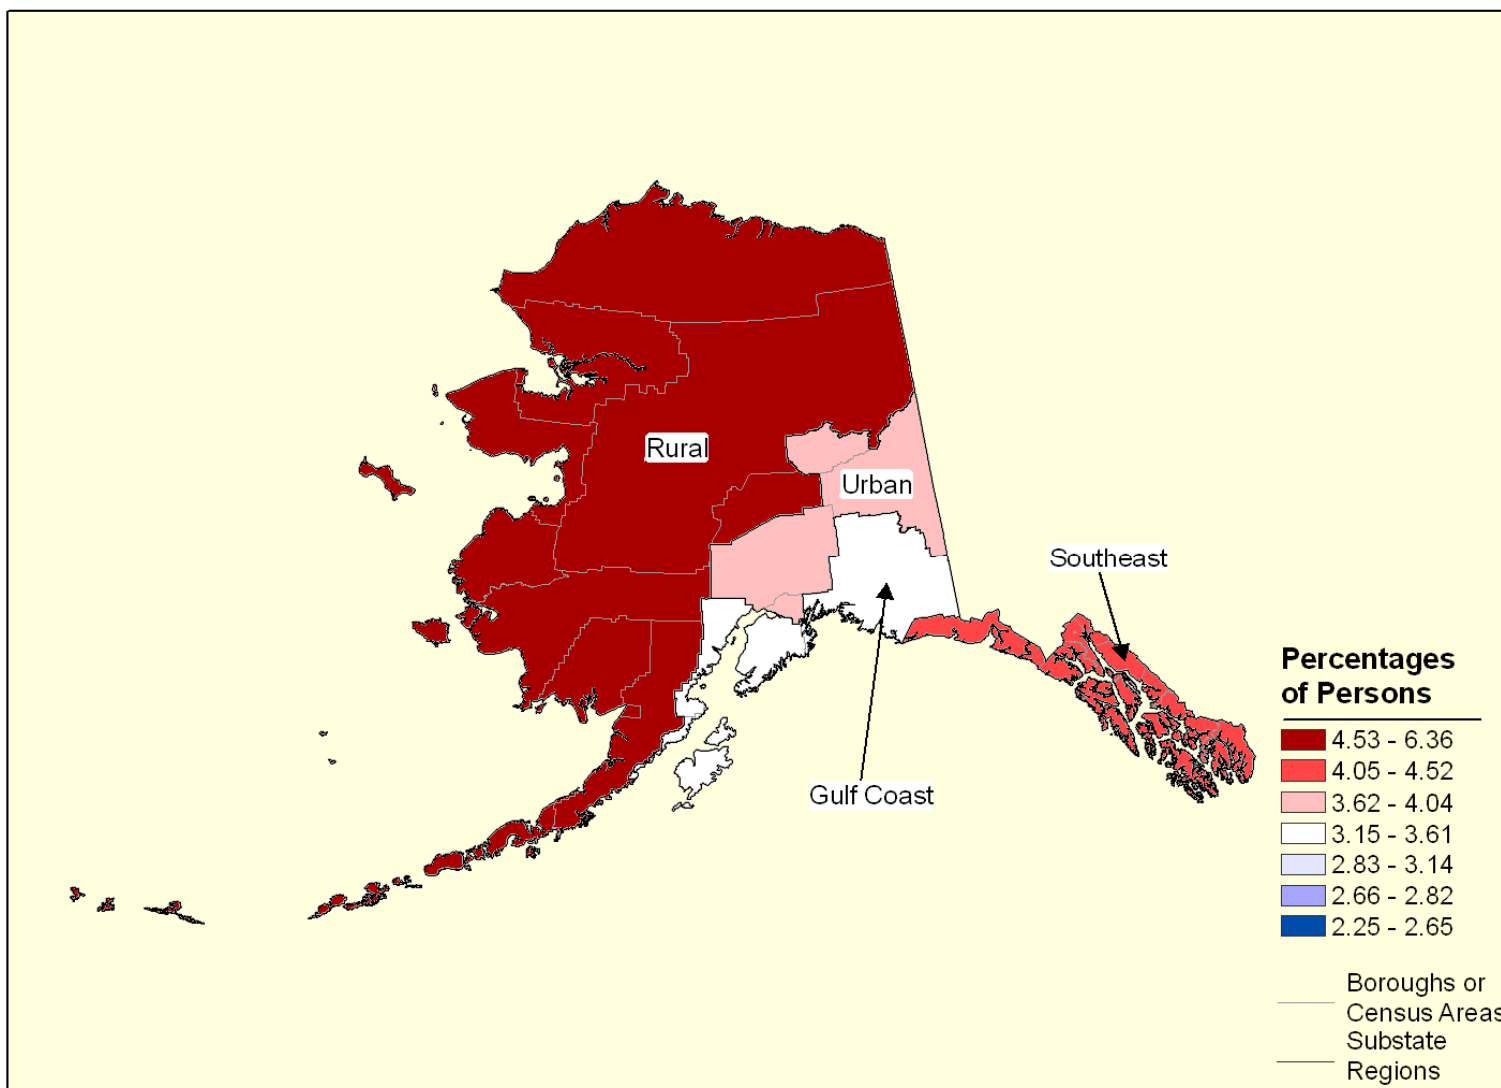 Rural
Urban
Southeast
Gulf Coast
Percentages
of Persons
4.53 - 6.36
4.05 - 4.52
3.62 - 4.04
3.15 - 3.61
2.83 - 3.14
2.66 - 2.82
2.25 - 2.65
Boroughs or
Census Areas
Substate
Regions